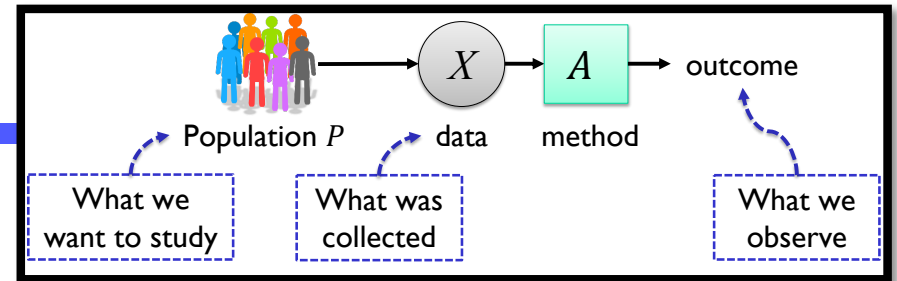 X
A
outcome
Population P
data
method
What we
want to study
What was
collected
What we
observe